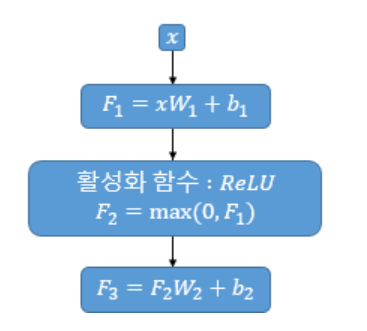 x
F₁ = xW₁ + b₁
활성화 함수 : ReLU
F₂ = max(0, F₁)
F₃ = F₂W₂ + b₂